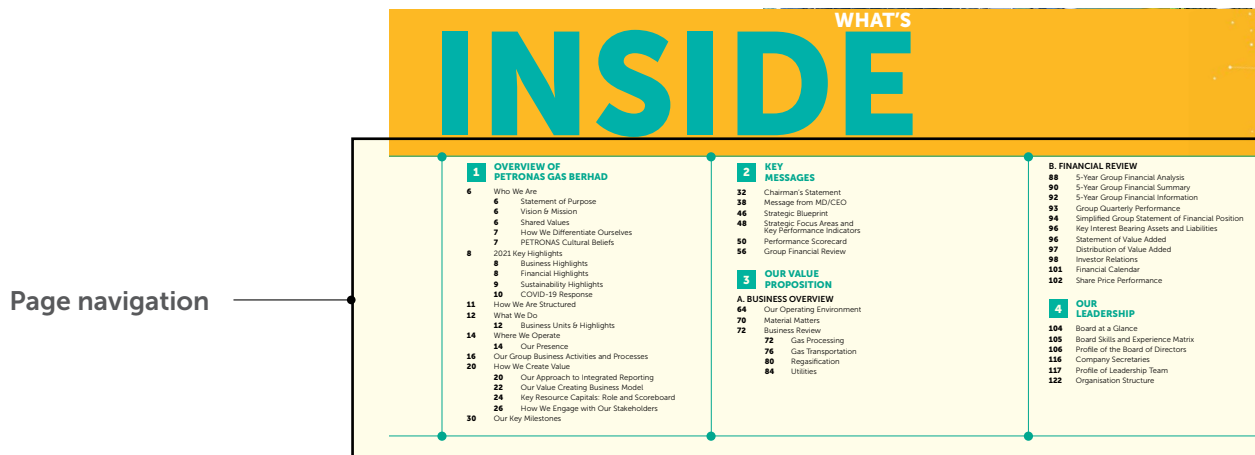 WHAT'S
INSIDE
Page navigation
1
OVERVIEW OF
PETRONAS GAS BERHAD
6 Who We Are
6 Statement of Purpose
6 Vision & Mission
6 Shared Values
7 How We Differentiate Ourselves
7 PETRONAS Cultural Beliefs
8 2021 Key Highlights
8 Business Highlights
8 Financial Highlights
9 Sustainability Highlights
10 COVID-19 Response
11 How We Are Structured
12 What We Do
12 Business Units & Highlights
14 Where We Operate
14 Our Presence
16 Our Group Business Activities and Processes
20 How We Create Value
20 Our Approach to Integrated Reporting
22 Our Value Creating Business Model
24 Key Resource Capitals: Role and Scoreboard
26 How We Engage with Our Stakeholders
30 Our Key Milestones
2
KEY
MESSAGES
32 Chairman's Statement
38 Message from MD/CEO
46 Strategic Blueprint
48 Strategic Focus Areas and
Key Performance Indicators
50 Performance Scorecard
56 Group Financial Review
3
OUR VALUE
PROPOSITION
A. BUSINESS OVERVIEW
64 Our Operating Environment
70 Material Matters
72 Business Review
72 Gas Processing
76 Gas Transportation
80 Regasification
84 Utilities
B. FINANCIAL REVIEW
88 5-Year Group Financial Analysis
90 5-Year Group Financial Summary
92 5-Year Group Financial Information
93 Group Quarterly Performance
94 Simplified Group Statement of Financial Position
96 Key Interest Bearing Assets and Liabilities
96 Statement of Value Added
97 Distribution of Value Added
98 Investor Relations
101 Financial Calendar
102 Share Price Performance
4
OUR
LEADERSHIP
104 Board at a Glance
105 Board Skills and Experience Matrix
106 Profile of the Board of Directors
116 Company Secretaries
117 Profile of Leadership Team
122 Organisation Structure